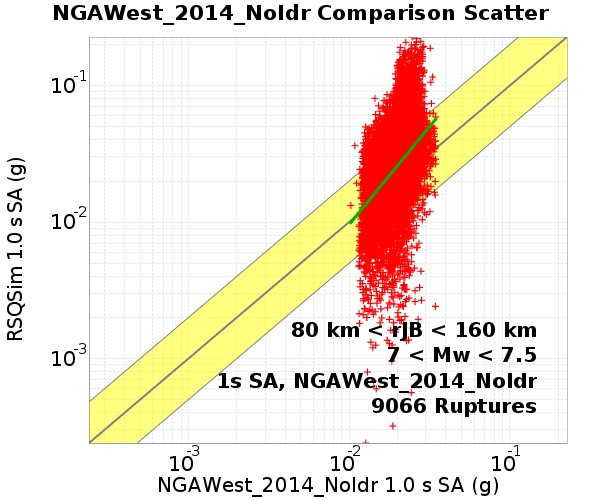 NGAWest_2014_NoIdr Comparison Scatter
RSQSim 1.0 s SA (g)
10-1
10-2
10-3
80 km < rJB < 160 km
7 < Mw < 7.5
1s SA, NGAWest_2014_NoIdr
9066 Ruptures
10-3 10-2 10-1
NGAWest_2014_NoIdr 1.0 s SA (g)